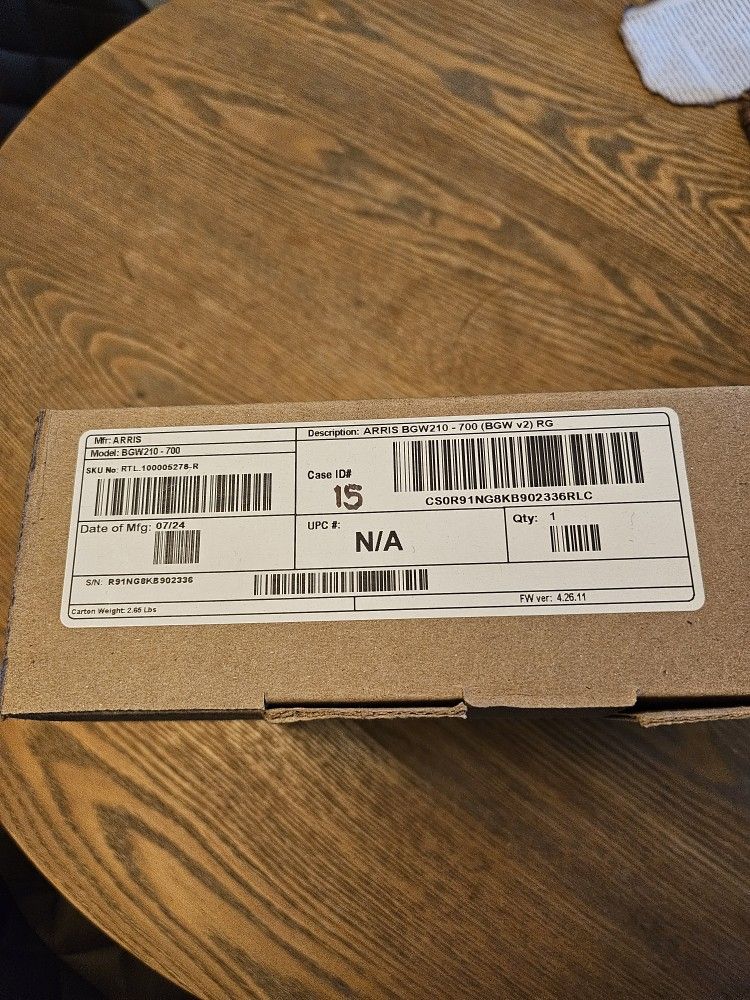 Mfr: ARRIS
Model: BGW210 - 700
SKU No: RTL.100005278-R
Description: ARRIS BGW210 - 700 (BGW v2) RG
Case ID#
15
CS0R91NG8KB902336RLC
Date of Mfg: 07/24
UPC #:
N/A
Qty: 1
S/N: R91NG8KB902336
Carton Weight: 2.65 Lbs
FW ver: 4.26.11